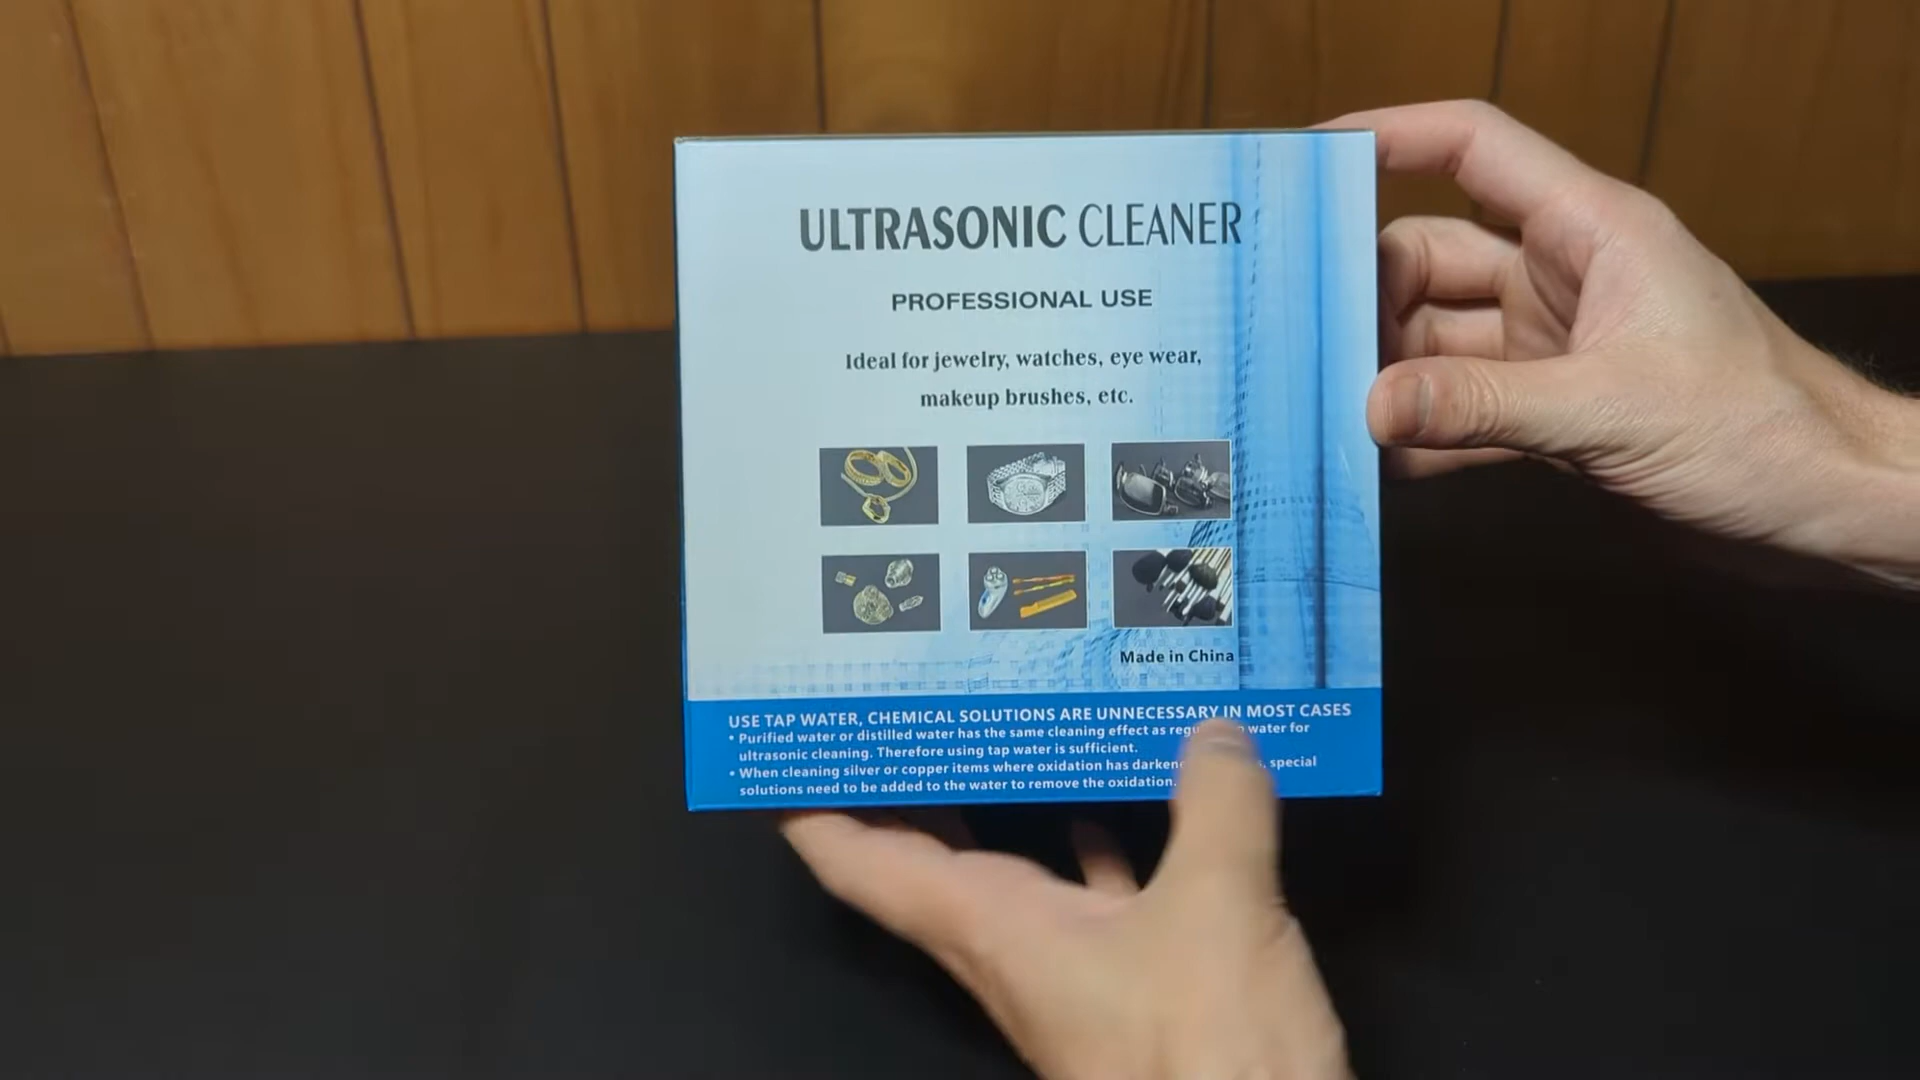 ULTRASONIC CLEANER
PROFESSIONAL USE
Ideal for jewelry, watches, eye wear,
makeup brushes, etc.
Made in China
USE TAP WATER, CHEMICAL SOLUTIONS ARE UNNECESSARY IN MOST CASES
• Purified water or distilled water has the same cleaning effect as water for
ultrasonic cleaning. Therefore using tap water is sufficient.
• When cleaning silver or copper items where oxidation has special
solutions need to be added to the water to remove the oxidation.